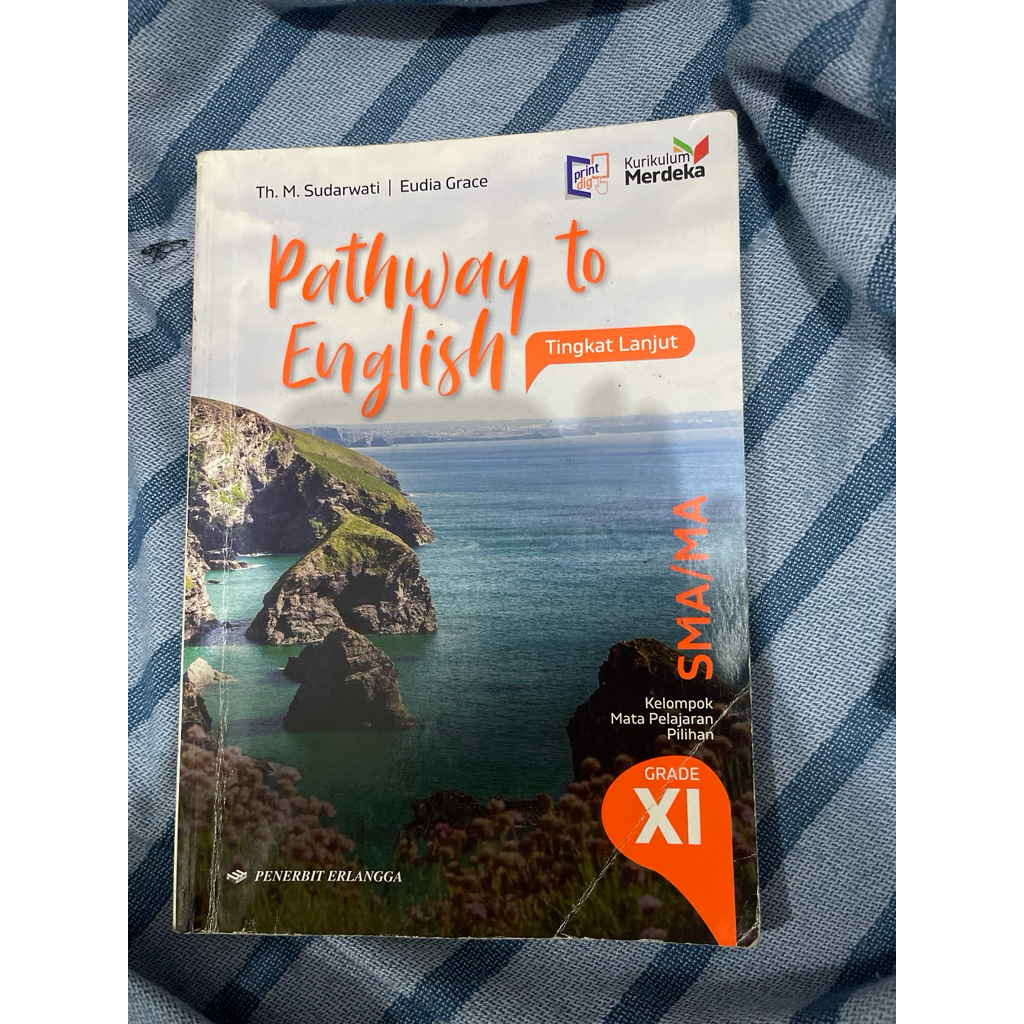 Th. M. Sudarwati | Eudia Grace
print
dig
Kurikulum
Merdeka
Pathway to
English
Tingkat Lanjut
SMA/MA
Kelompok
Mata Pelajaran
Pilihan
GRADE
XI
PENERBIT ERLANGGA